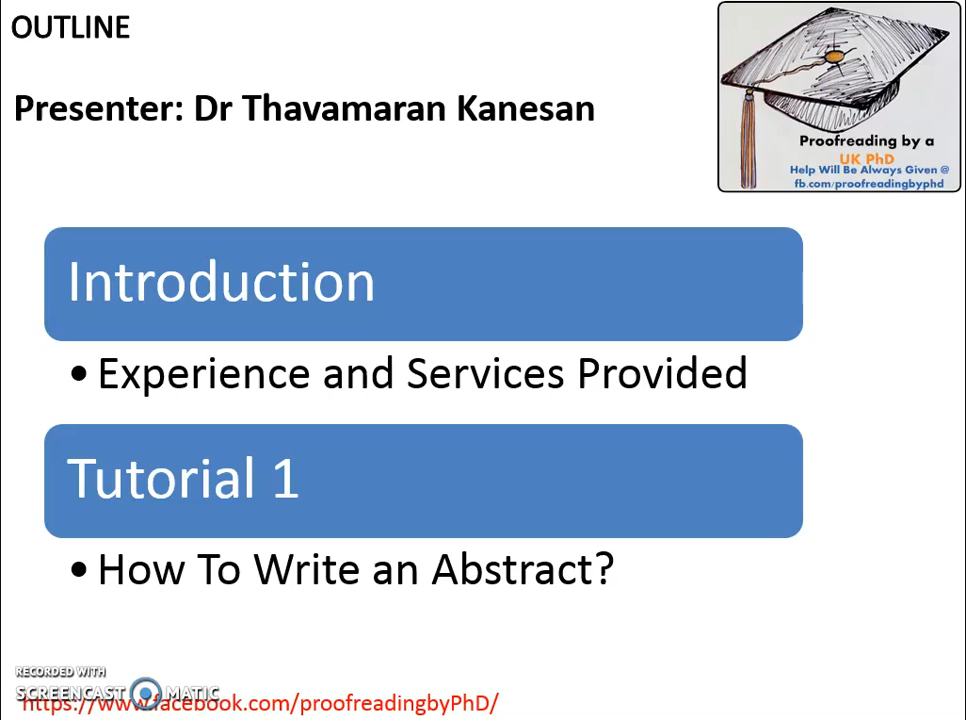 OUTLINE
Presenter: Dr Thavamaran Kanesan
Proofreading by a
UK PhD
Help Will Be Always Given @
fb.com/proofreadingbyphd
Introduction
• Experience and Services Provided
Tutorial 1
• How To Write an Abstract?
RECORDED WITH
SCREENCAST MATIC
https://www.facebook.com/proofreadingbyPhD/